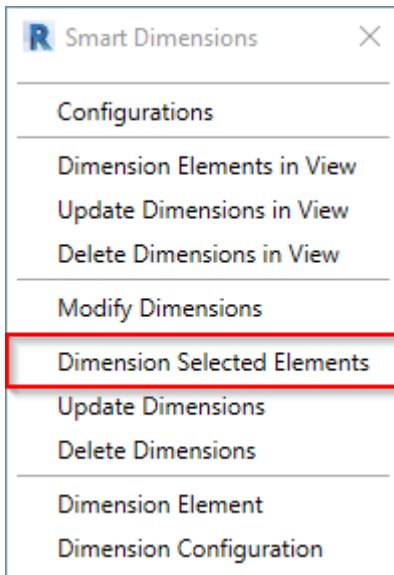 R Smart Dimensions
Configurations
Dimension Elements in View
Update Dimensions in View
Delete Dimensions in View
Modify Dimensions
Dimension Selected Elements
Update Dimensions
Delete Dimensions
Dimension Element
Dimension Configuration